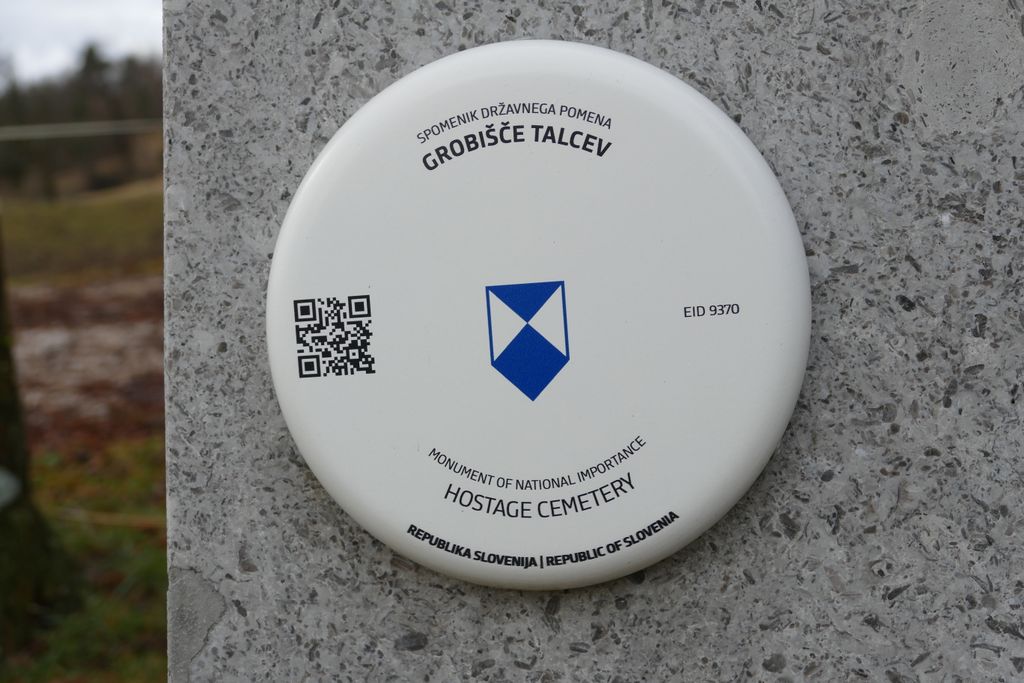 SPOMENIK DRŽAVNEGA POMENA
GROBIŠČE TALCEV
EID 9370
MONUMENT OF NATIONAL IMPORTANCE
HOSTAGE CEMETERY
REPUBLIKA SLOVENIJA | REPUBLIC OF SLOVENIA